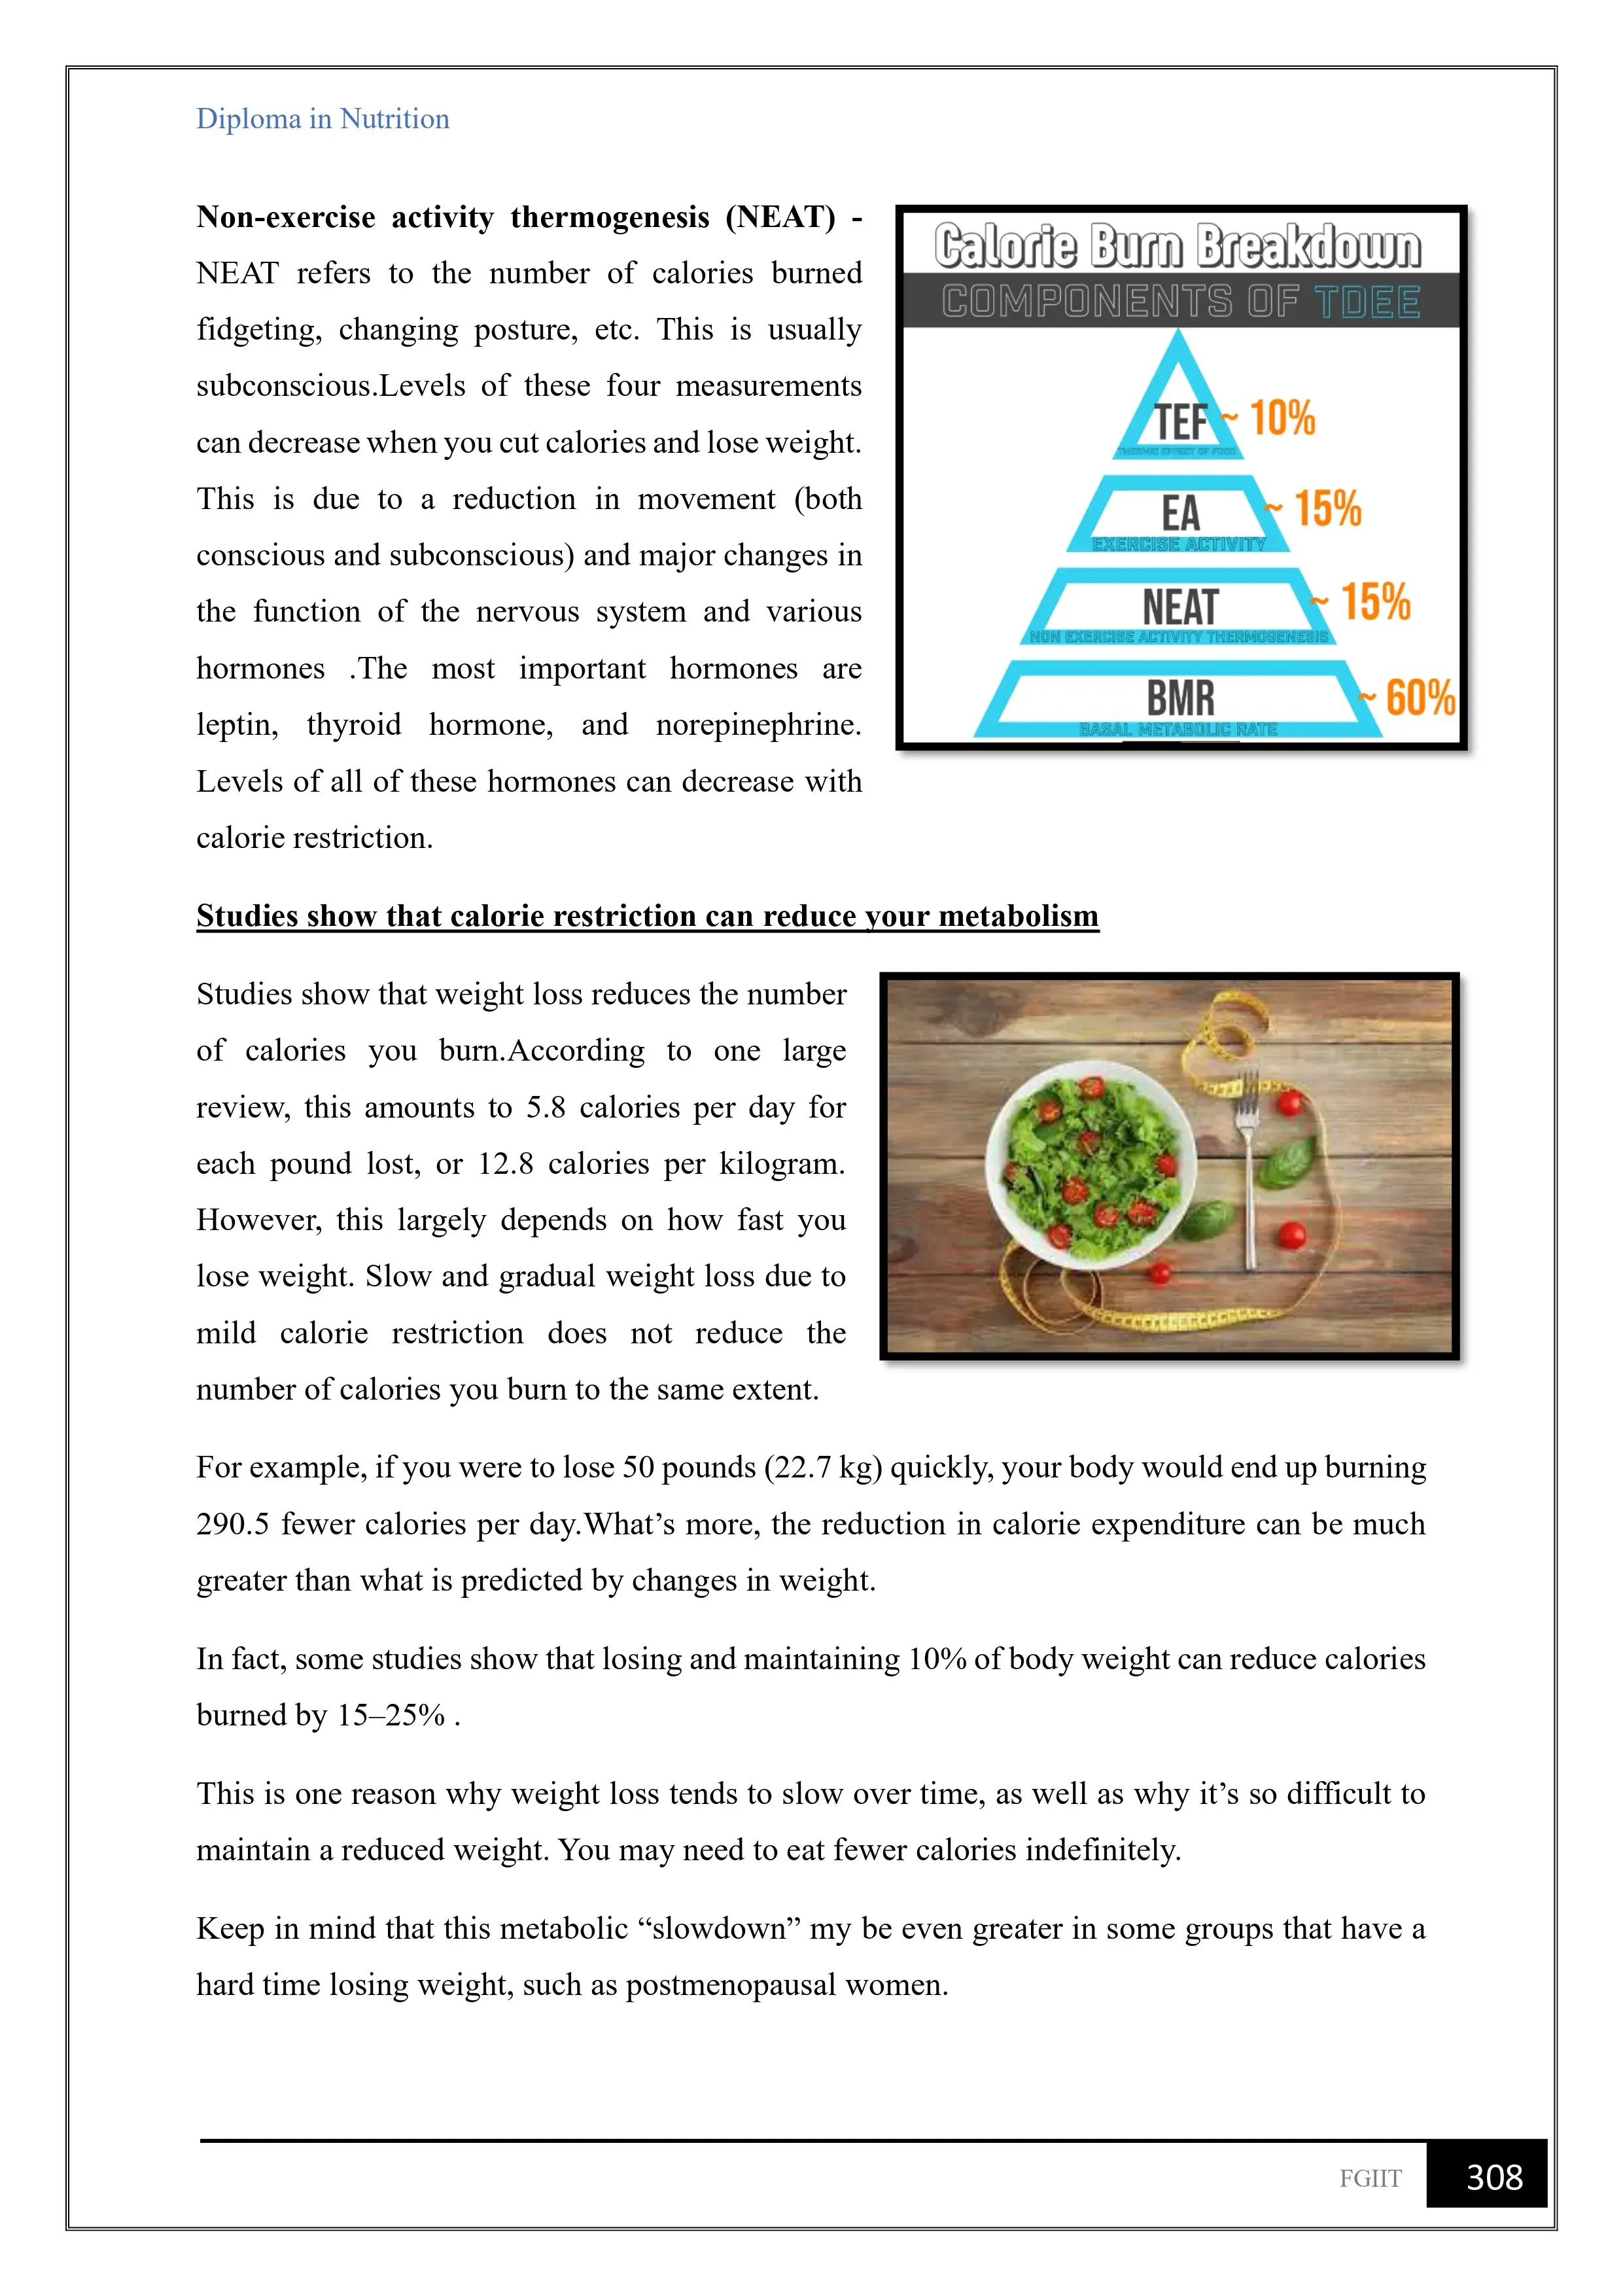 Diploma in Nutrition
Non-exercise activity thermogenesis (NEAT) -
NEAT refers to the number of calories burned
fidgeting, changing posture, etc. This is usually
subconscious.Levels of these four measurements
can decrease when you cut calories and lose weight.
This is due to a reduction in movement (both
conscious and subconscious) and major changes in
the function of the nervous system and various
hormones .The most important hormones are
leptin, thyroid hormone, and norepinephrine.
Levels of all of these hormones can decrease with
calorie restriction.
Calorie Burn Breakdown
COMPONENTS OF TDEE
TEF ~ 10%
THERMIC EFFECT OF FOOD
EA ~ 15%
EXERCISE ACTIVITY
NEAT ~ 15%
NON EXERCISE ACTIVITY THERMOGENESIS
BMR ~ 60%
BASAL METABOLIC RATE
Studies show that calorie restriction can reduce your metabolism
Studies show that weight loss reduces the number
of calories you burn.According to one large
review, this amounts to 5.8 calories per day for
each pound lost, or 12.8 calories per kilogram.
However, this largely depends on how fast you
lose weight. Slow and gradual weight loss due to
mild calorie restriction does not reduce the
number of calories you burn to the same extent.
For example, if you were to lose 50 pounds (22.7 kg) quickly, your body would end up burning
290.5 fewer calories per day.What’s more, the reduction in calorie expenditure can be much
greater than what is predicted by changes in weight.
In fact, some studies show that losing and maintaining 10% of body weight can reduce calories
burned by 15–25% .
This is one reason why weight loss tends to slow over time, as well as why it’s so difficult to
maintain a reduced weight. You may need to eat fewer calories indefinitely.
Keep in mind that this metabolic “slowdown” my be even greater in some groups that have a
hard time losing weight, such as postmenopausal women.
FGIIT 308